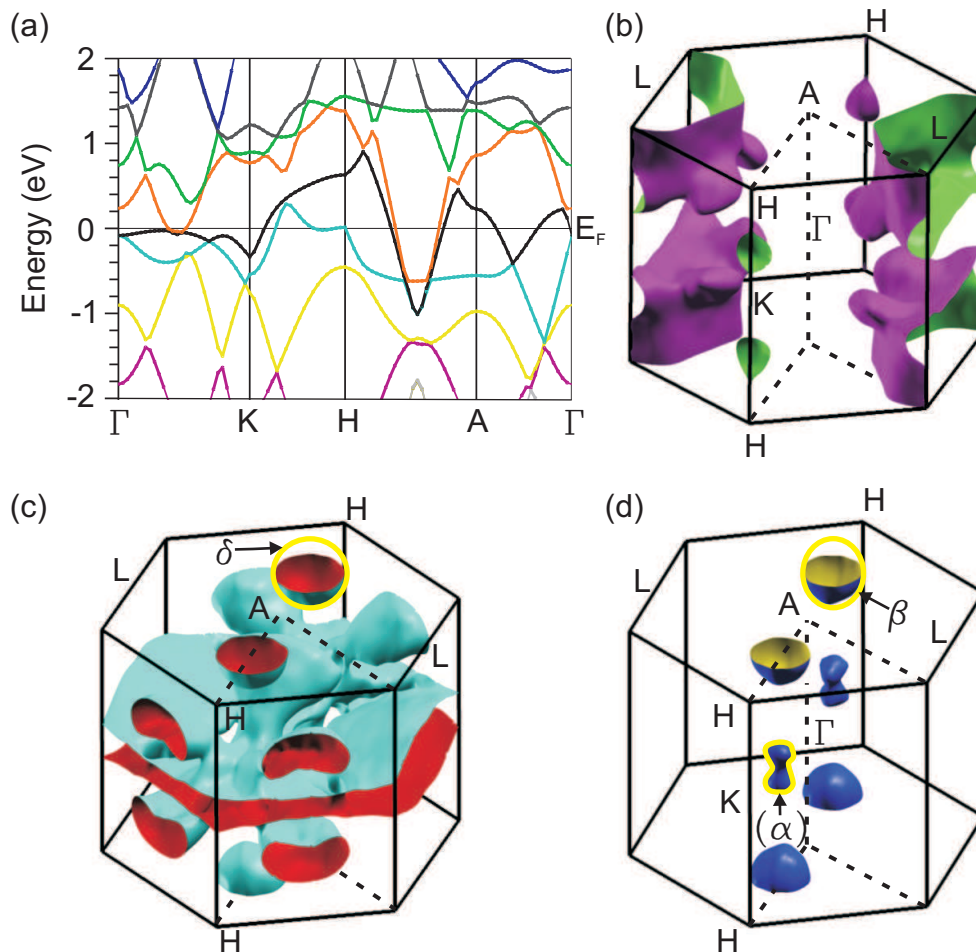 (a)
2
1
0
-1
-2
Energy (eV)
E_F
Γ K H A Γ
(b)
H
L
A
L
H
Γ
K
H
(c)
H
δ
L
A
L
H
H
(d)
H
L
A
β
L
H
Γ
K
(α)
H